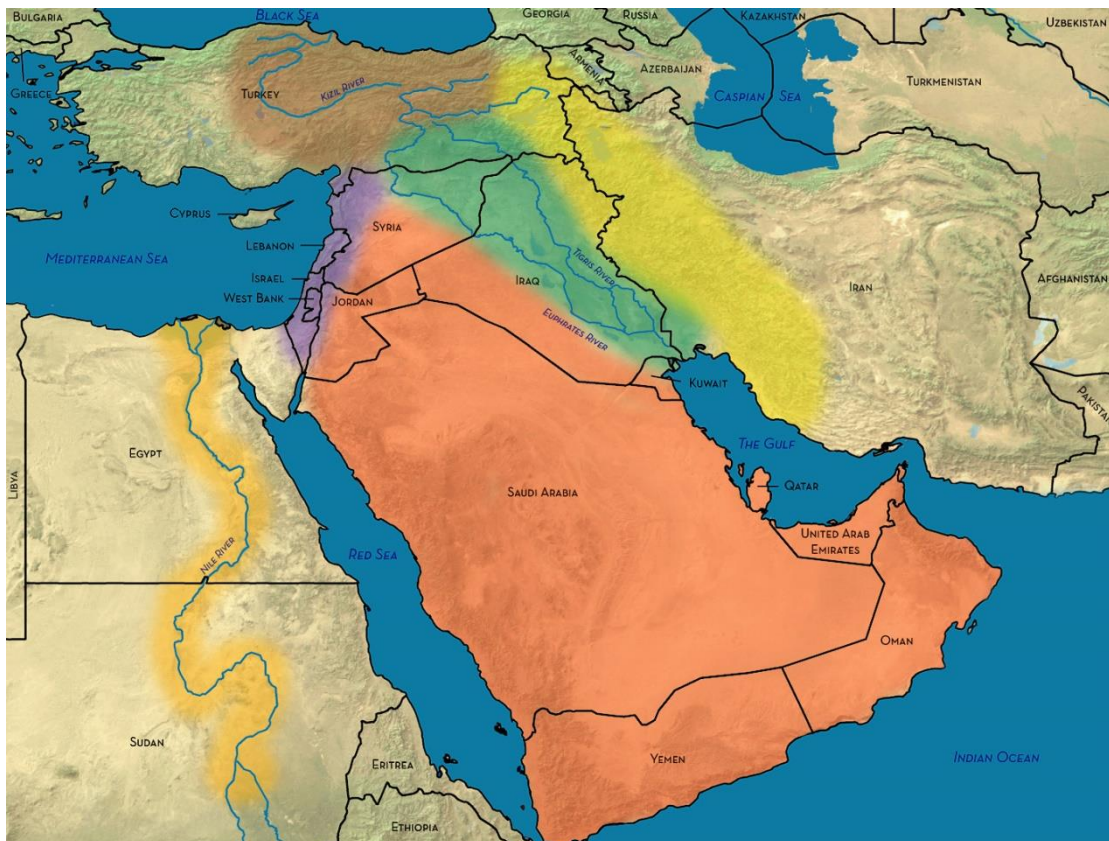 BLACK SEA
BULGARIA
GEORGIA
RUSSIA
KAZAKHSTAN
UZBEKISTAN
GREECE
TURKEY
KIZIL RIVER
ARMENIA
AZERBAIJAN
CASPIAN SEA
TURKMENISTAN
CYPRUS
SYRIA
LEBANON
MEDITERRANEAN SEA
ISRAEL
WEST BANK
JORDAN
IRAQ
TIGRIS RIVER
EUPHRATES RIVER
IRAN
AFGHANISTAN
KUWAIT
PAKISTAN
THE GULF
EGYPT
LIBYA
SAUDI ARABIA
QATAR
UNITED ARAB
EMIRATES
RED SEA
NILE RIVER
OMAN
SUDAN
YEMEN
INDIAN OCEAN
ERITREA
ETHIOPIA